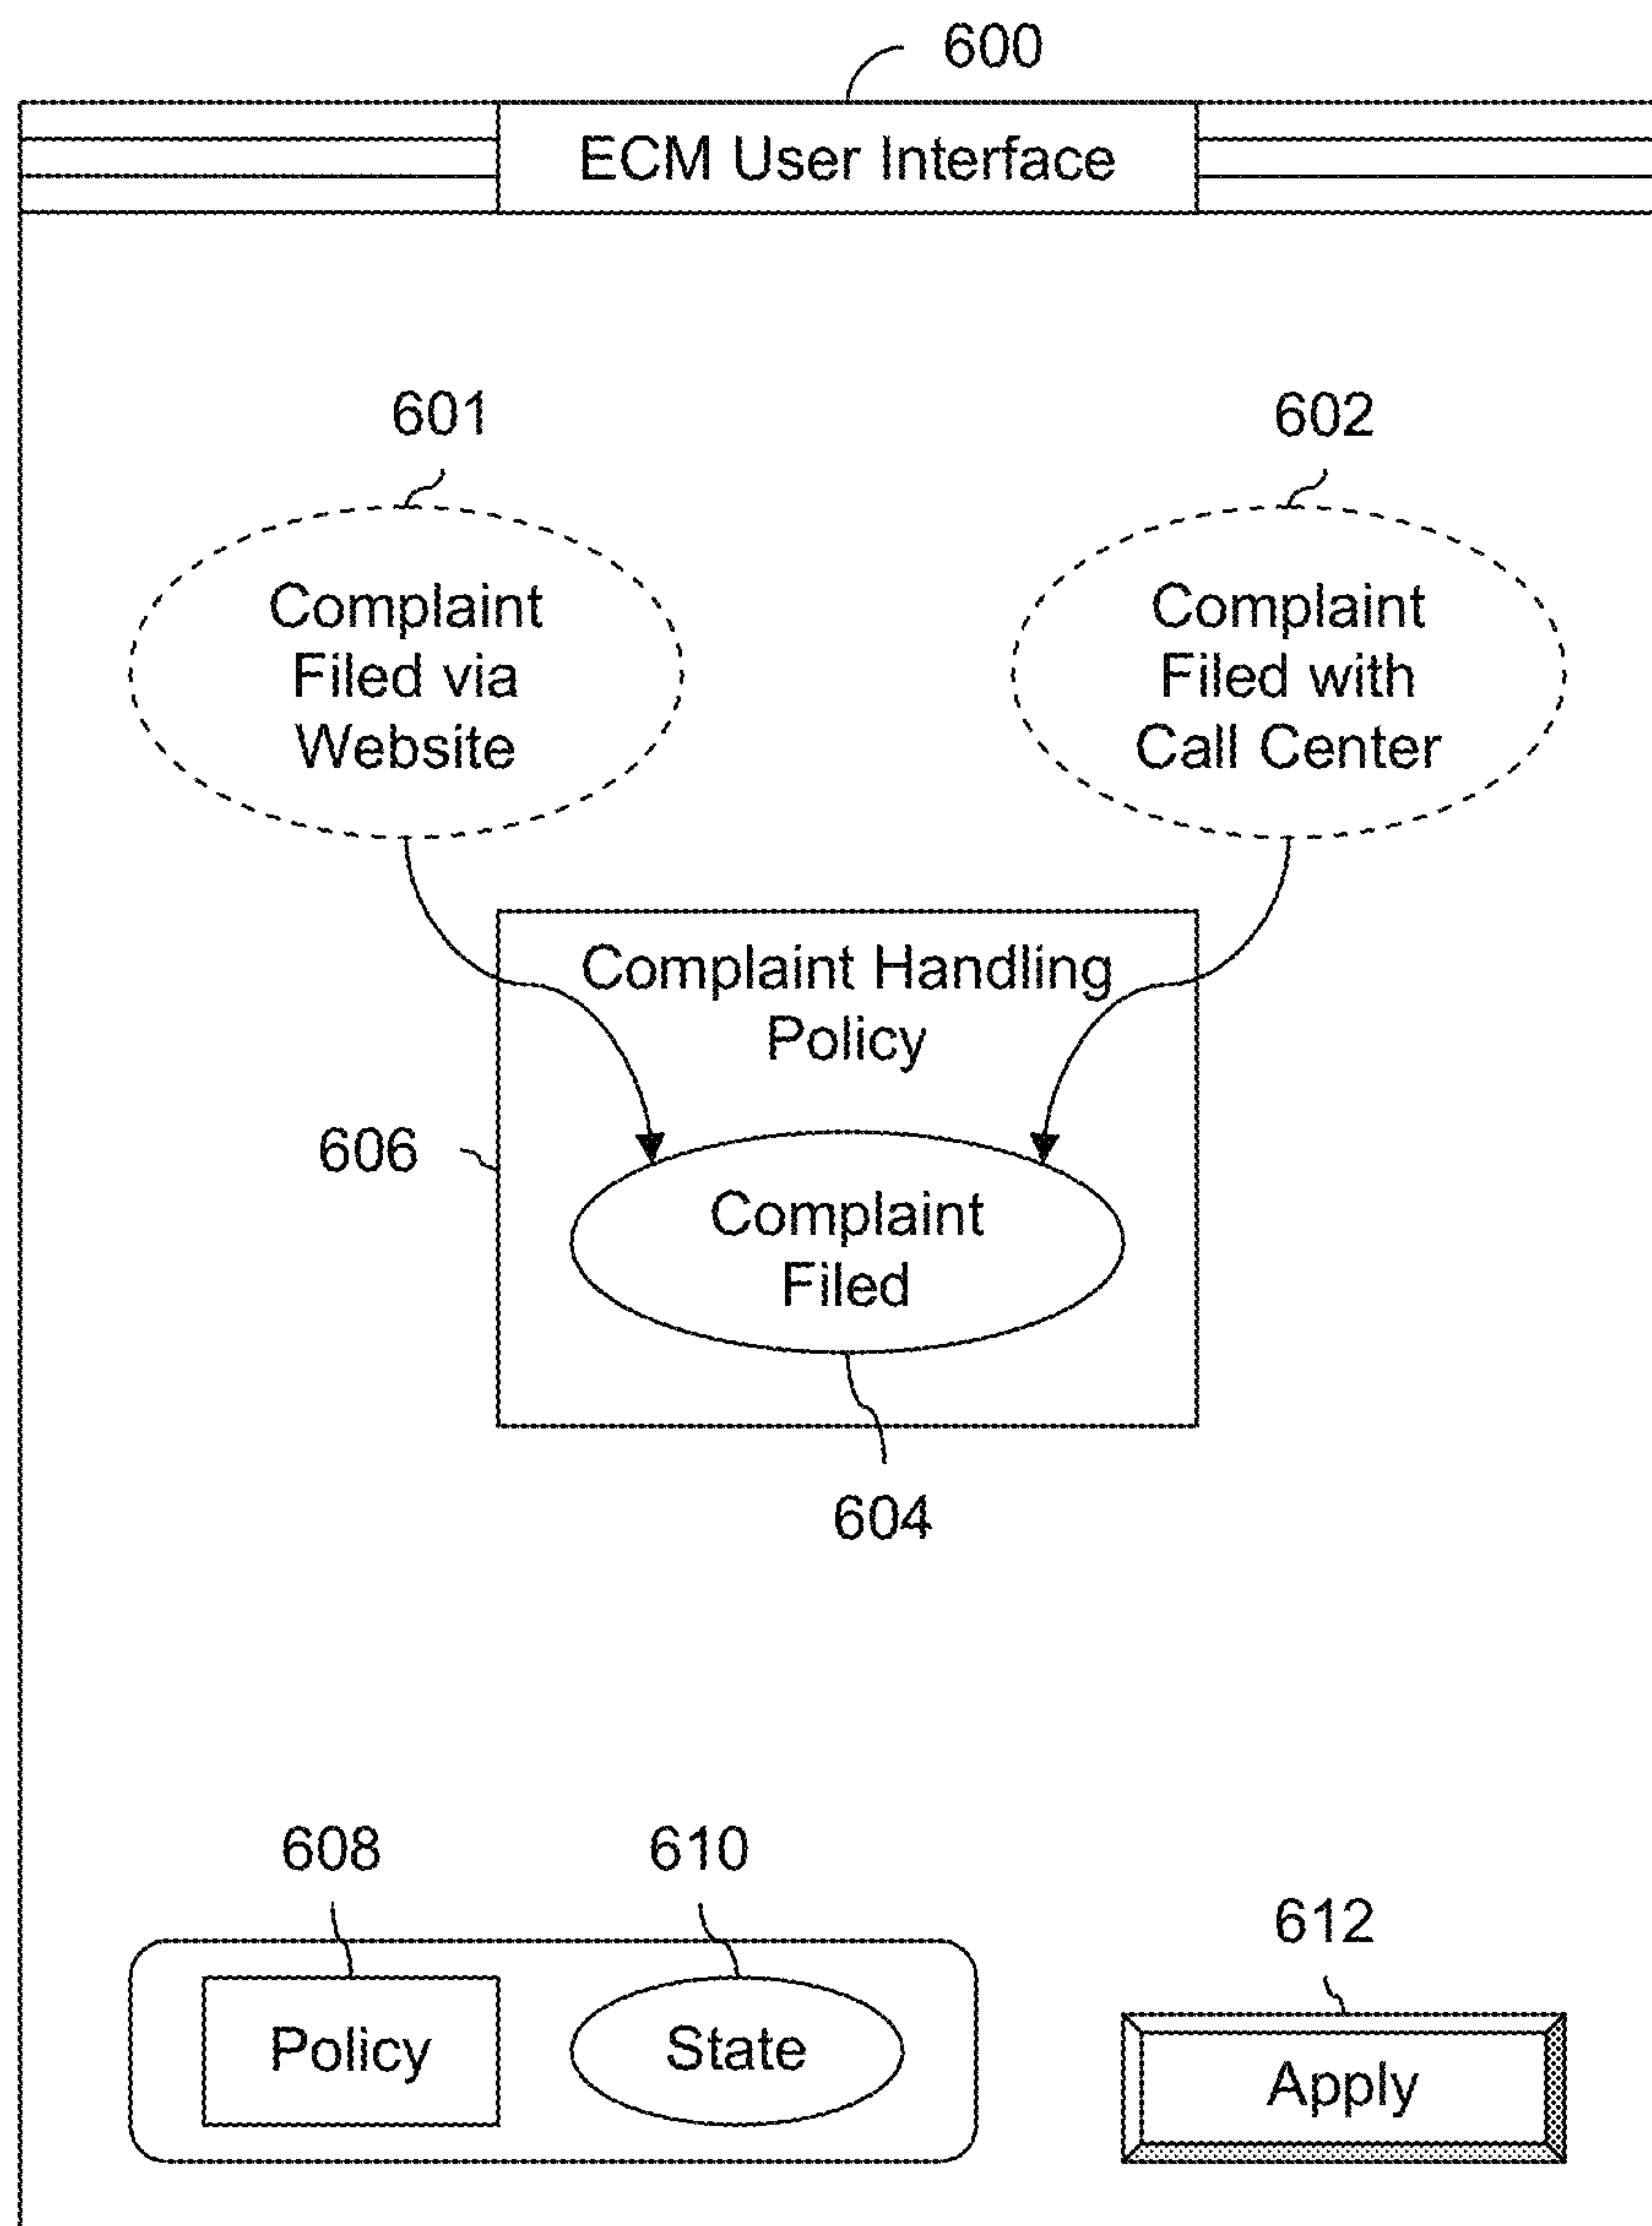 600
ECM User Interface
601
602
Complaint
Filed via
Website
Complaint
Filed with
Call Center
Complaint Handling
Policy
606
Complaint
Filed
604
608
610
612
Policy
State
Apply